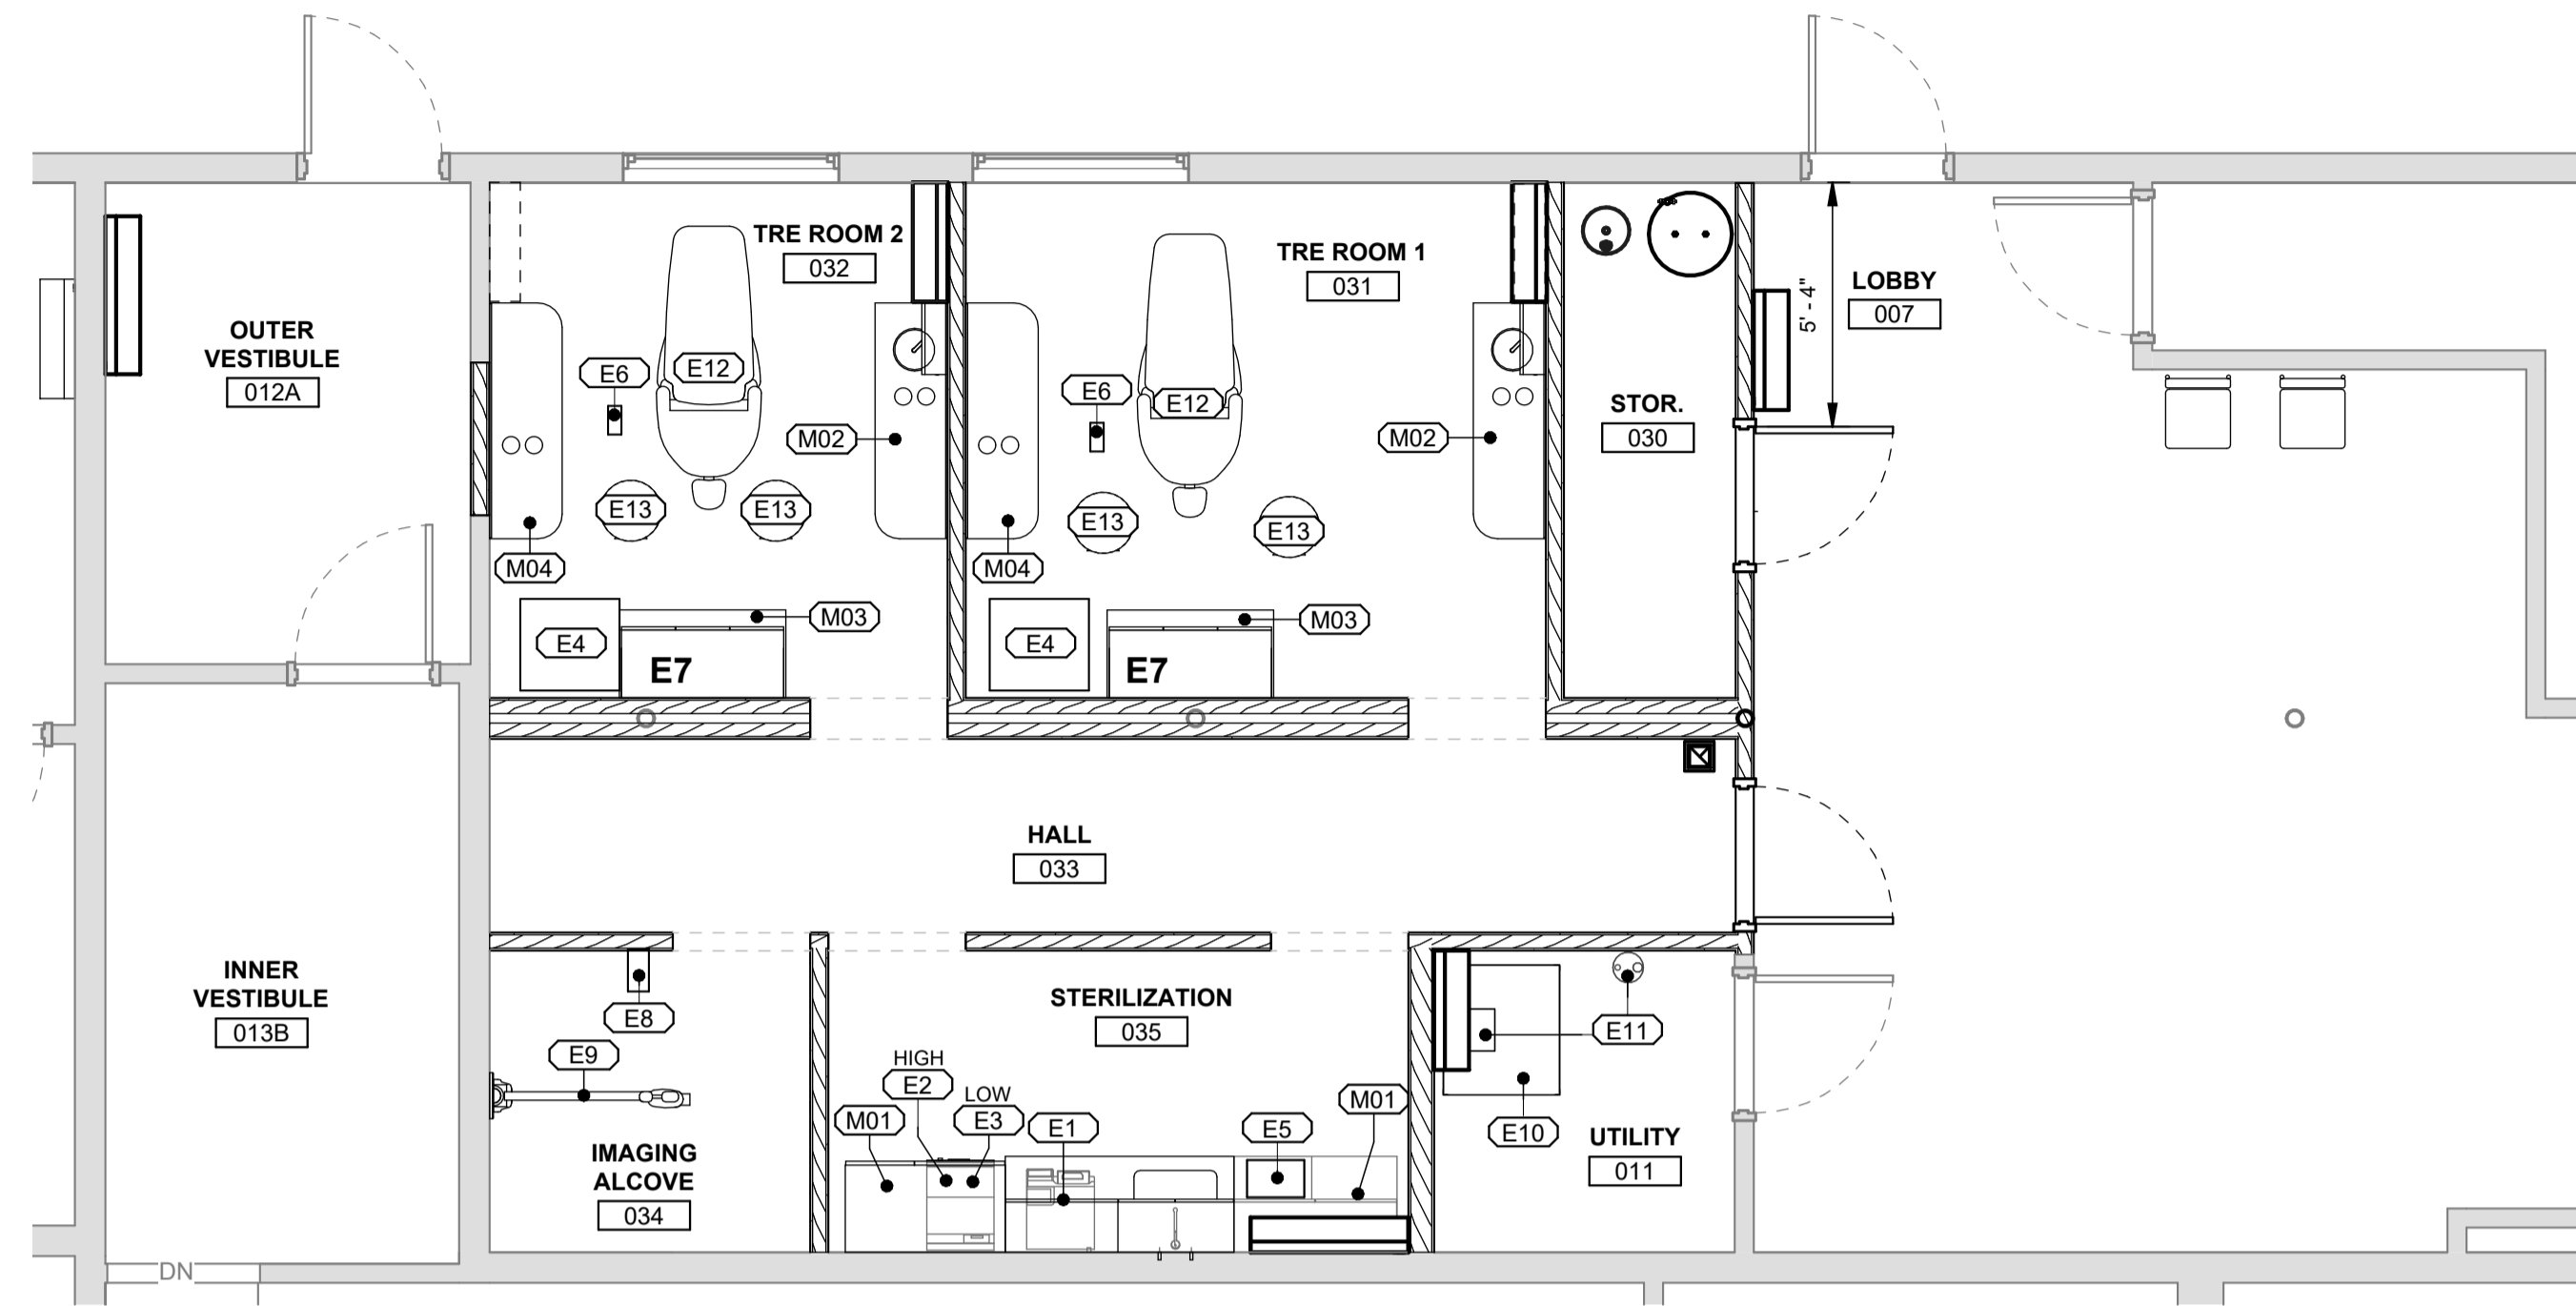 TRE ROOM 2
032
TRE ROOM 1
031
LOBBY
007
5' - 4"
OUTER
VESTIBULE
012A
E6
E12
M02
E6
E12
M02
STOR.
030
E13
E13
E13
E13
M04
M04
M03
M03
E4
E7
E4
E7
HALL
033
INNER
VESTIBULE
013B
E8
STERILIZATION
035
E11
E9
HIGH
E2
LOW
E3
M01
E1
E5
M01
E10
UTILITY
011
IMAGING
ALCOVE
034
DN